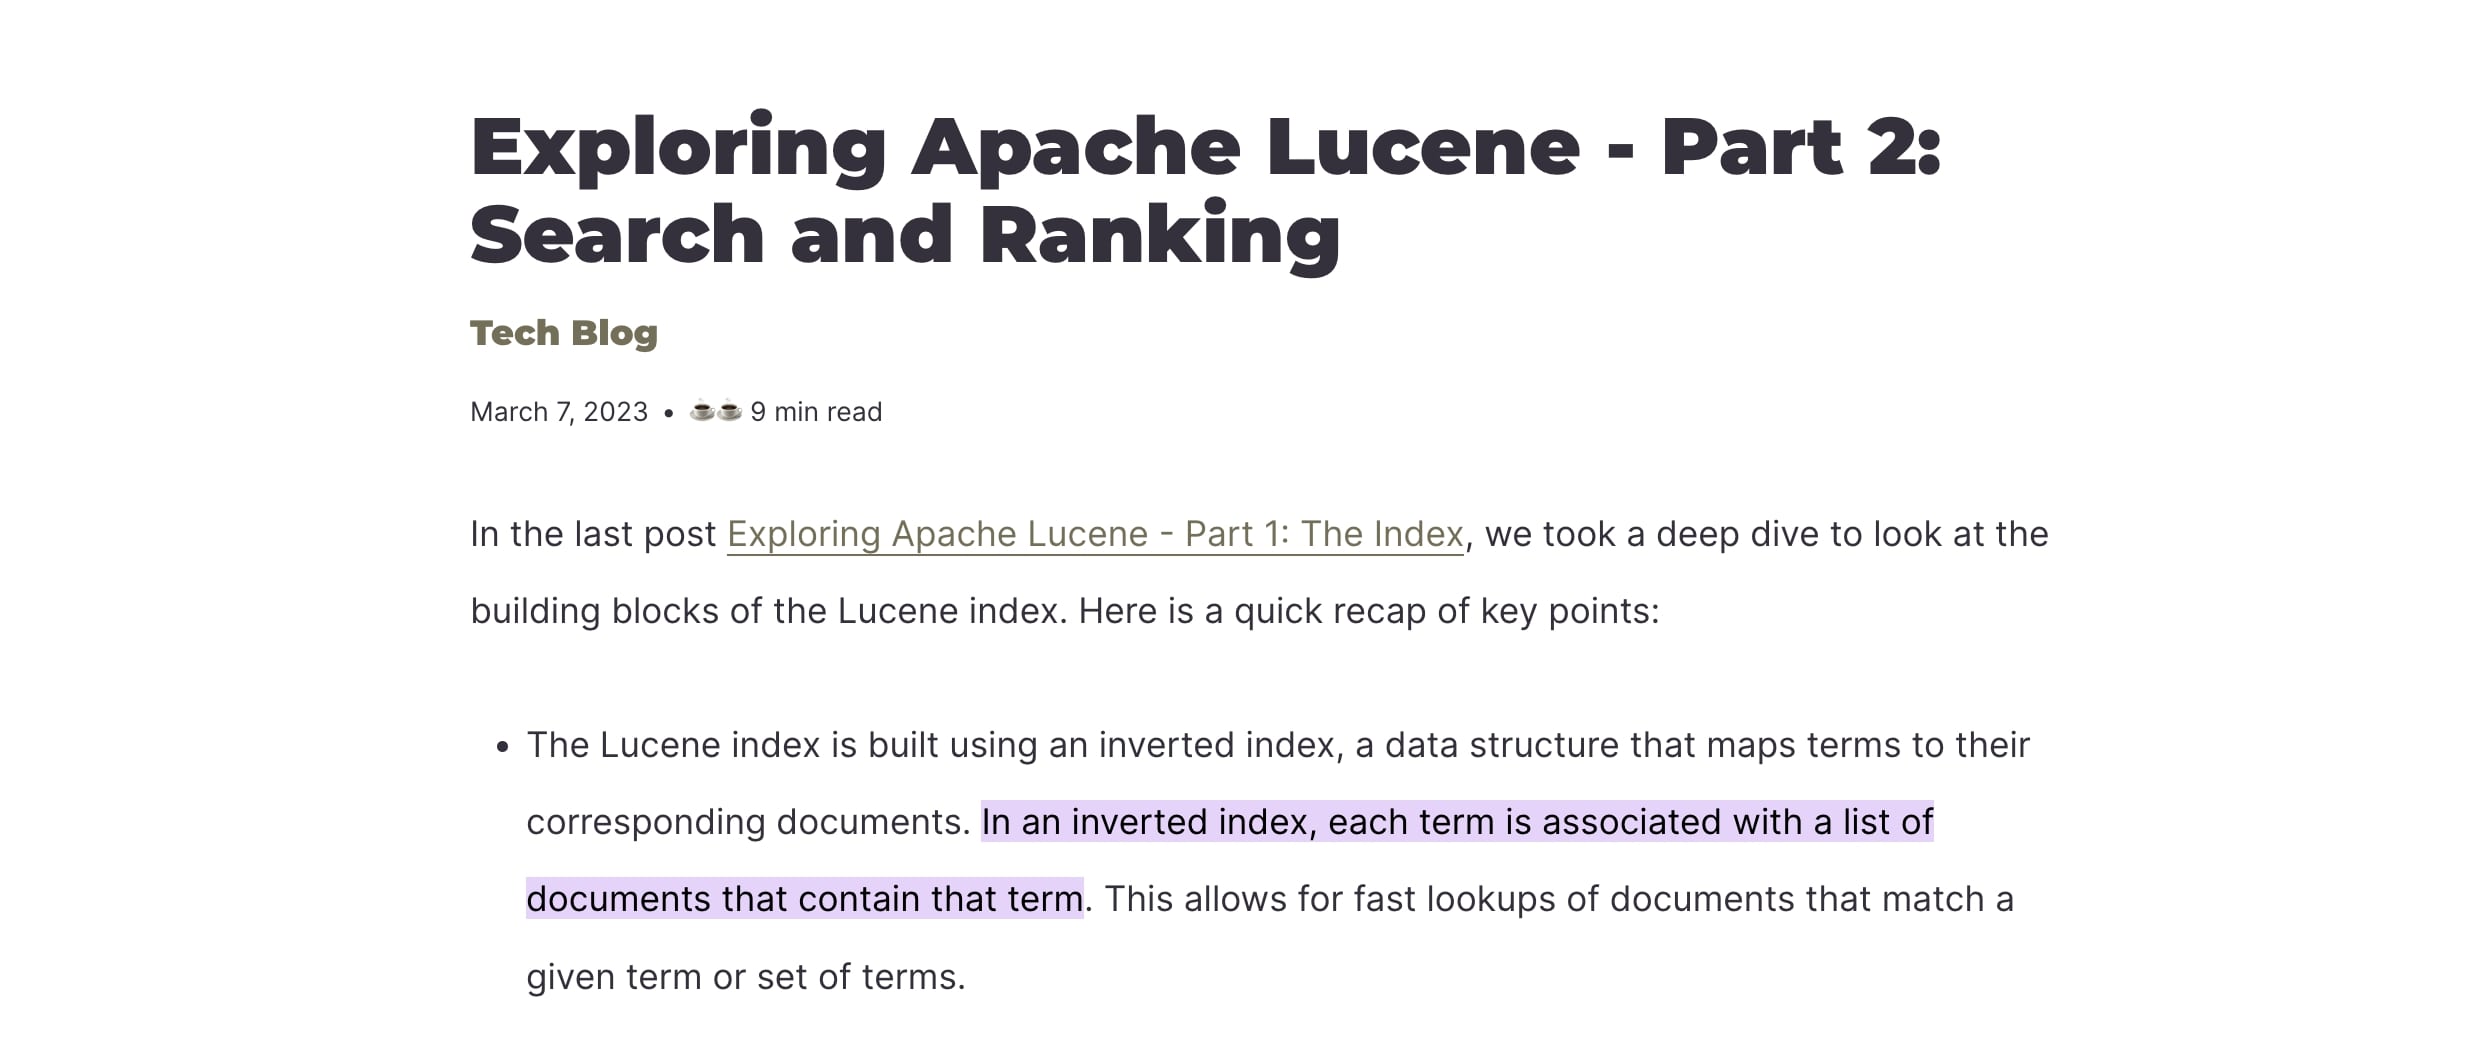 Exploring Apache Lucene - Part 2:
Search and Ranking
Tech Blog
March 7, 2023 • ☕☕ 9 min read
In the last post Exploring Apache Lucene - Part 1: The Index, we took a deep dive to look at the
building blocks of the Lucene index. Here is a quick recap of key points:
• The Lucene index is built using an inverted index, a data structure that maps terms to their
corresponding documents. In an inverted index, each term is associated with a list of
documents that contain that term. This allows for fast lookups of documents that match a
given term or set of terms.